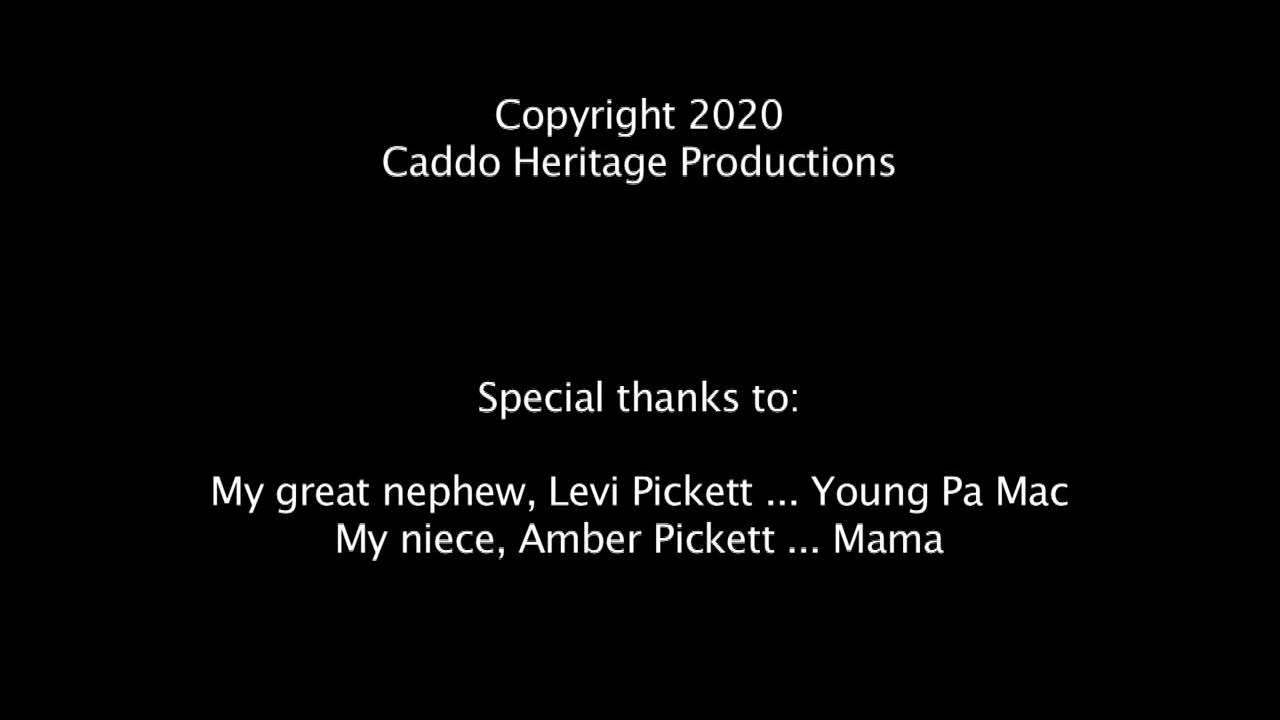 Copyright 2020
Caddo Heritage Productions
Special thanks to:
My great nephew, Levi Pickett ... Young Pa Mac
My niece, Amber Pickett ... Mama